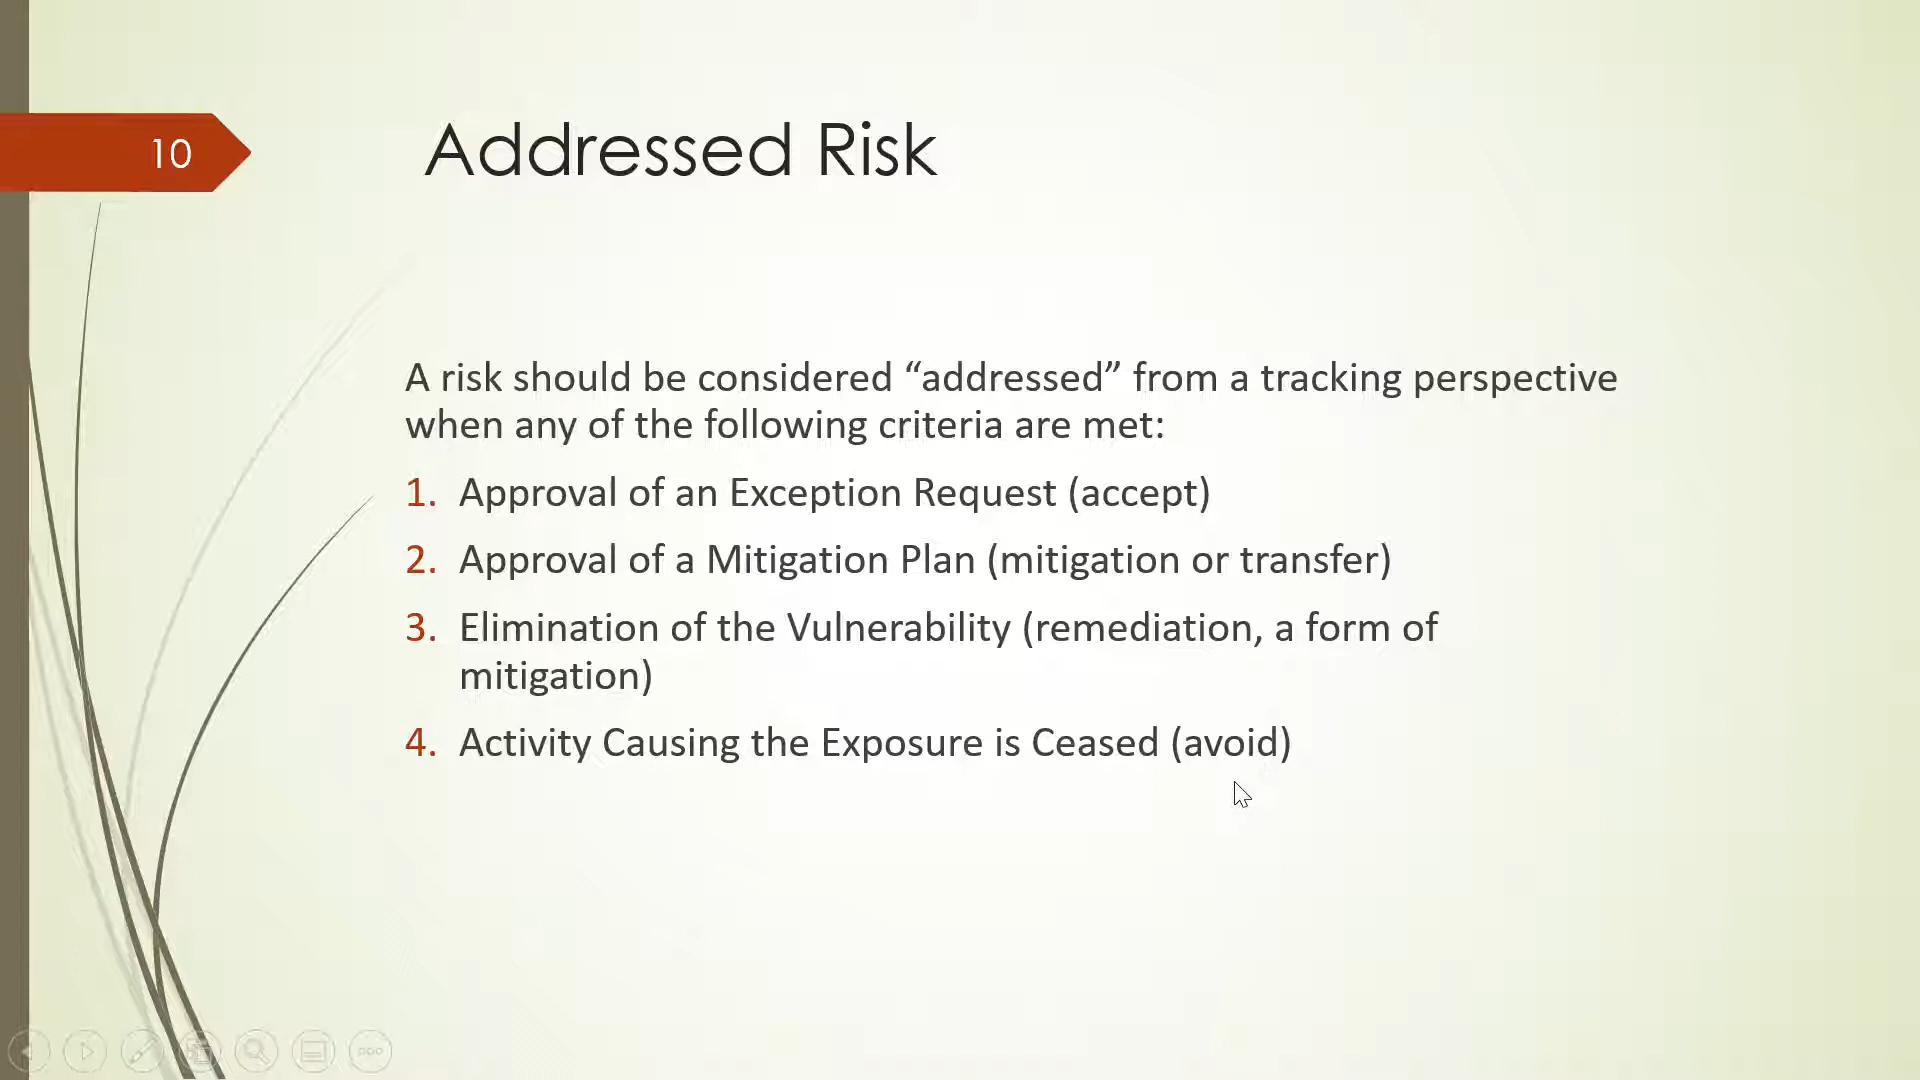 10
Addressed Risk
A risk should be considered “addressed” from a tracking perspective
when any of the following criteria are met:
1. Approval of an Exception Request (accept)
2. Approval of a Mitigation Plan (mitigation or transfer)
3. Elimination of the Vulnerability (remediation, a form of
mitigation)
4. Activity Causing the Exposure is Ceased (avoid)